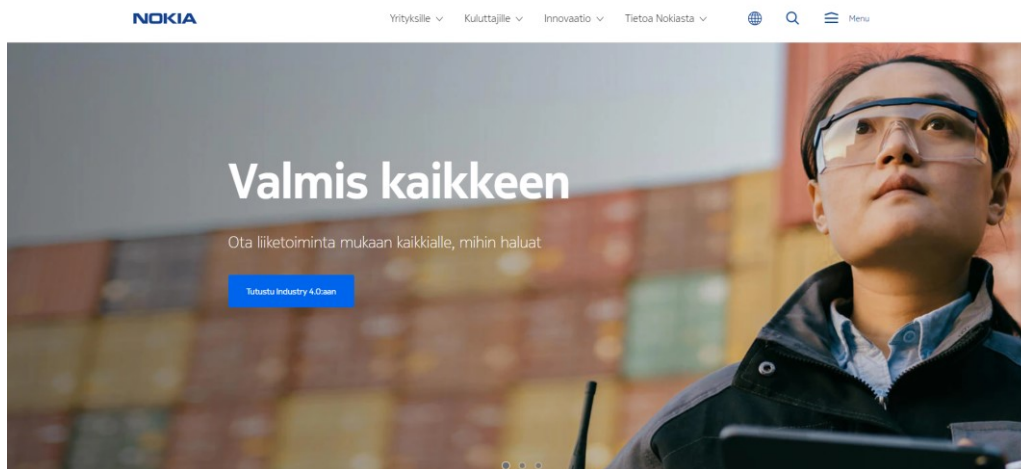 NOKIA
Yrityksille
Kuluttajille
Innovaatio
Tietoa Nokiasta
Menu
Valmis kaikkeen
Ota liiketoiminta mukaan kaikkialle, mihin haluat
Tutustu Industry 4.0:aan